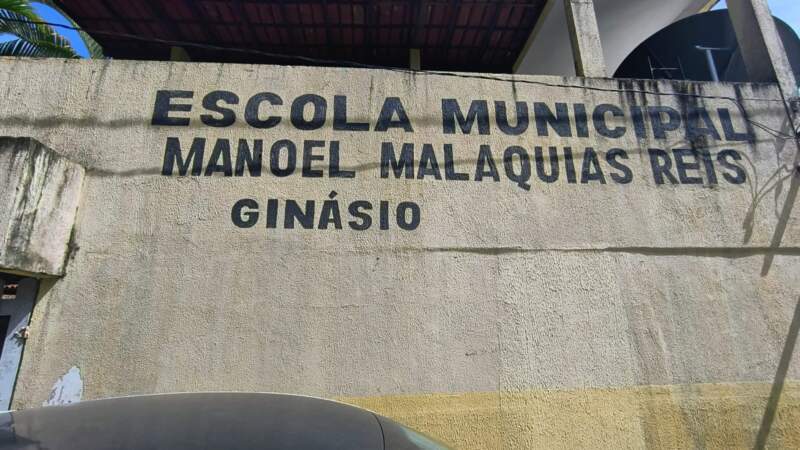 ESCOLA MUNICIPAL
MANOEL MALAQUIAS REIS
GINÁSIO